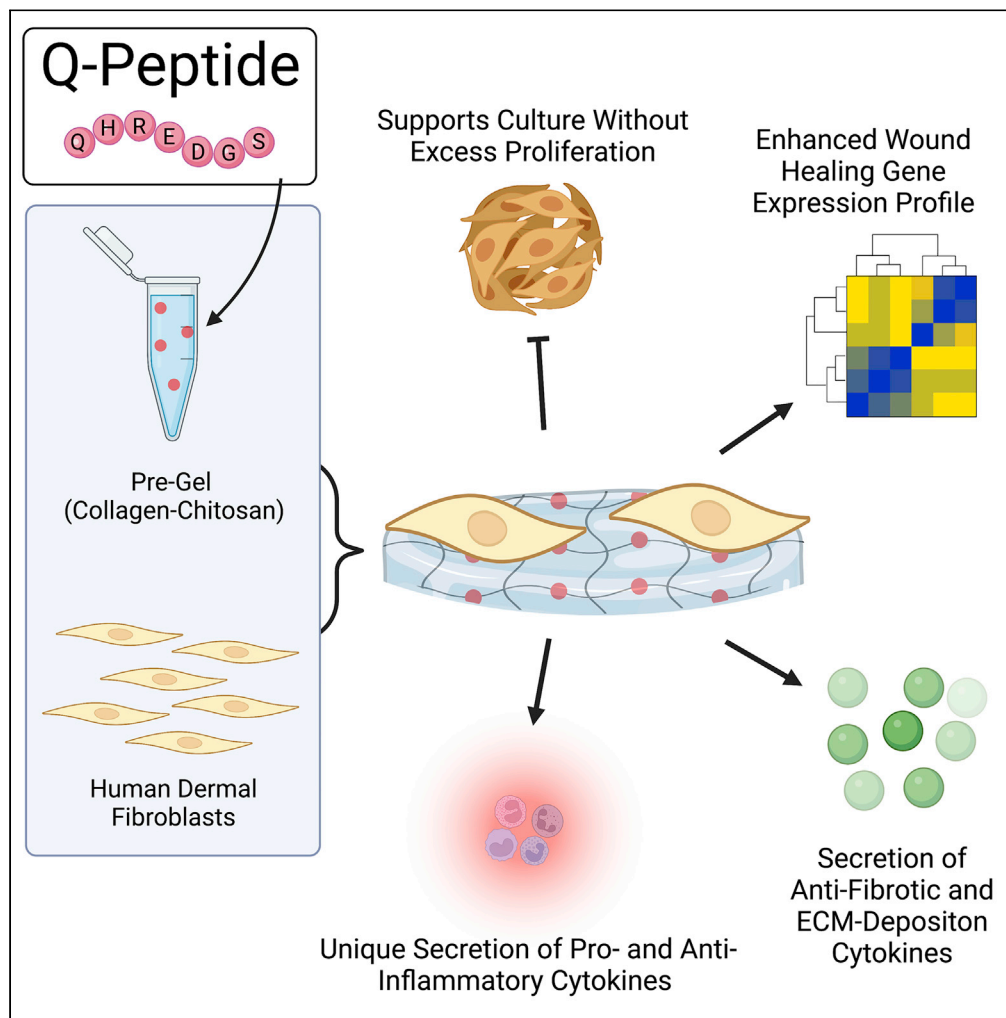 Q-Peptide
Q H R E D G S
Pre-Gel
(Collagen-Chitosan)
Human Dermal
Fibroblasts
Supports Culture Without
Excess Proliferation
Enhanced Wound
Healing Gene
Expression Profile
Unique Secretion of Pro- and Anti-
Inflammatory Cytokines
Secretion of
Anti-Fibrotic and
ECM-Depositon
Cytokines